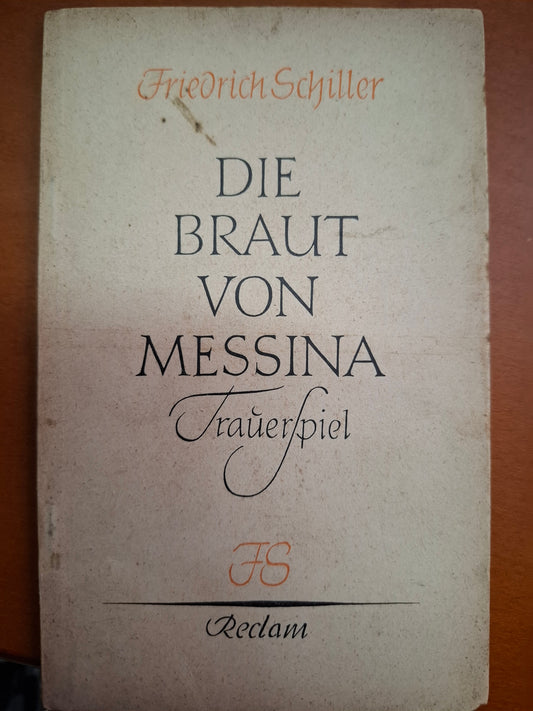 Friedrich Schiller
DIE
BRAUT
VON
MESSINA
Trauerspiel
FS
Reclam